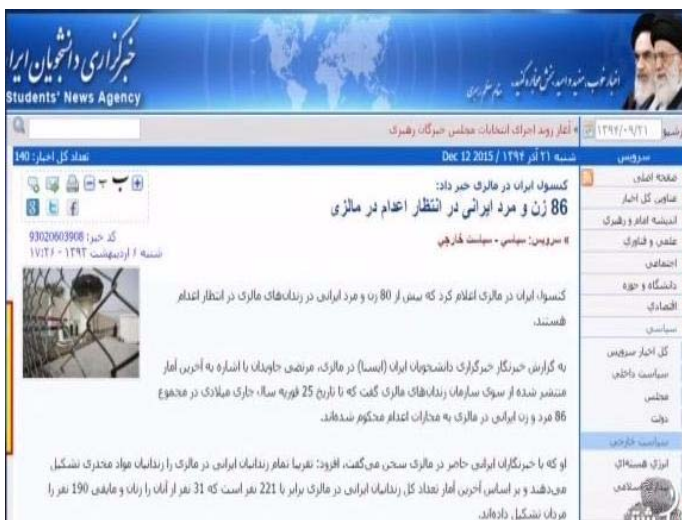 خبرگزاری دانشجویان ایرا
Students' News Agency
آغاز روند اجرای انتخابات مجلس خبرگان رهبری
۱۳۹۴/۰۹/۲۱
سرویس
شنبه ۲۱ آذر ۱۳۹۴ / Dec 12 2015
تعداد کل اخبار: 140
صفحه اصلی
عناوین کل اخبار
اندیشه امام و رهبری
علمی و فناوری
اجتماعی
دانشگاه و حوزه
اقتصادی
سیاسی
کل اخبار سرویس
سیاست داخلی
مجلس
دولت
سیاست خارجی
انرژی هسته‌ای
کنسول ایران در مالزی خبر داد:
86 زن و مرد ایرانی در انتظار اعدام در مالزی
» سرویس: سیاسی - سیاست خارجی
کد خبر: 93020603908
شنبه ۶ اردیبهشت ۱۳۹۳ - ۱۷:۲۶
کنسول ایران در مالزی اعلام کرد که بیش از 80 زن و مرد ایرانی در زندان‌های مالزی در انتظار اعدام
هستند.
به گزارش خبرنگار خبرگزاری دانشجویان ایران (ایسنا) در مالزی، مرتضی جاویدان با اشاره به آخرین آمار
منتشر شده از سوی سازمان زندان‌های مالزی گفت که تا تاریخ 25 فوریه سال جاری میلادی در مجموع
86 مرد و زن ایرانی در مالزی به مجازات اعدام محکوم شده‌اند.
او که با خبرنگاران ایرانی حاضر در مالزی سخن می‌گفت، افزود: تقریبا تمام زندانیان ایرانی در مالزی را زندانیان مواد مخدری تشکیل
می‌دهند و بر اساس آخرین آمار تعداد کل زندانیان ایرانی در مالزی برابر با 221 نفر است که 31 نفر از آنان را زنان و مابقی 190 نفر را
مردان تشکیل داده‌اند.